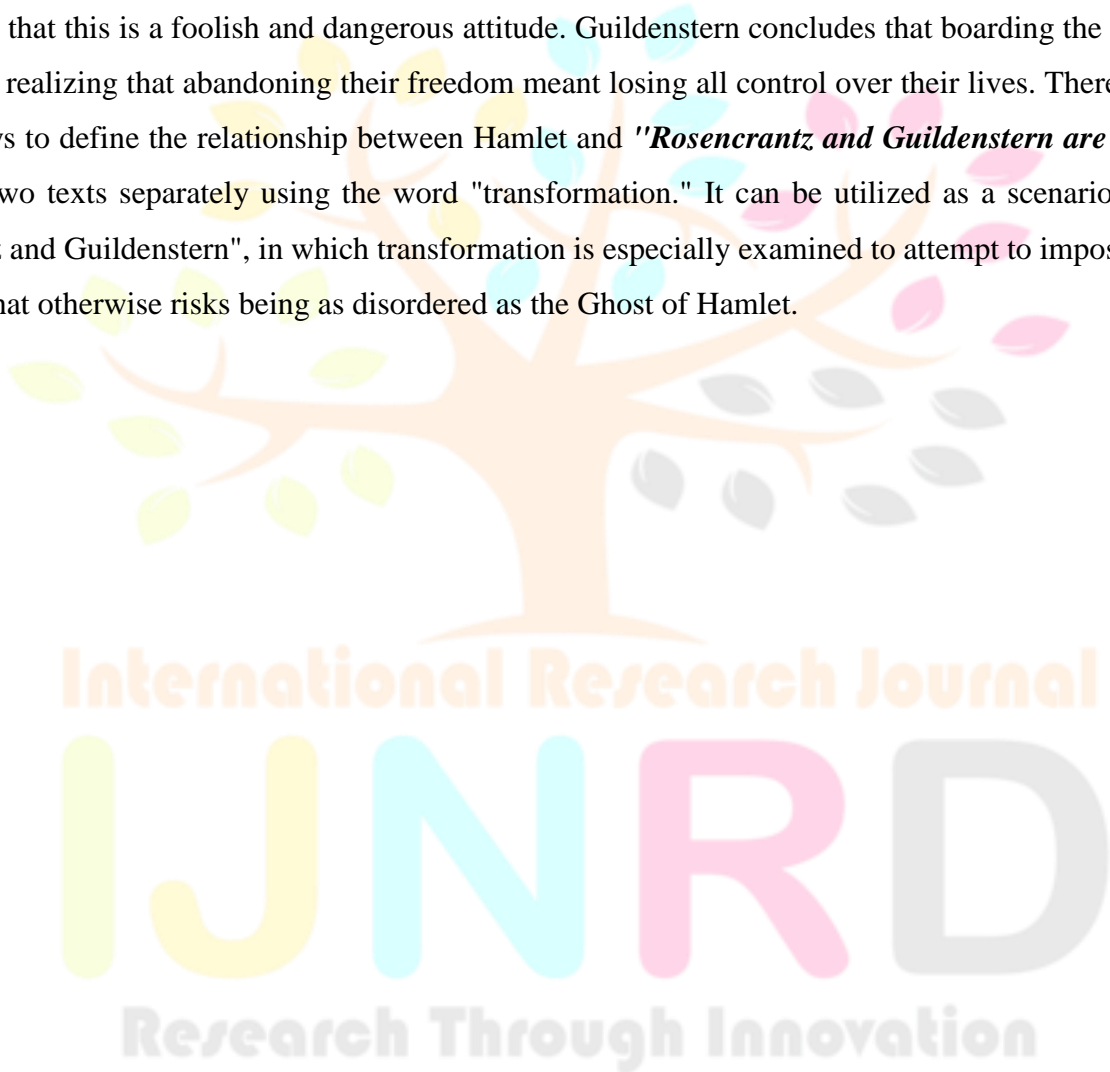 that this is a foolish and dangerous attitude. Guildenstern concludes that boarding the
realizing that abandoning their freedom meant losing all control over their lives. There
to define the relationship between Hamlet and "Rosencrantz and Guildenstern are
two texts separately using the word "transformation." It can be utilized as a scenario
and Guildenstern", in which transformation is especially examined to attempt to
that otherwise risks being as disordered as the Ghost of Hamlet.
International Research Journal
IJNRD
Research Through Innovation